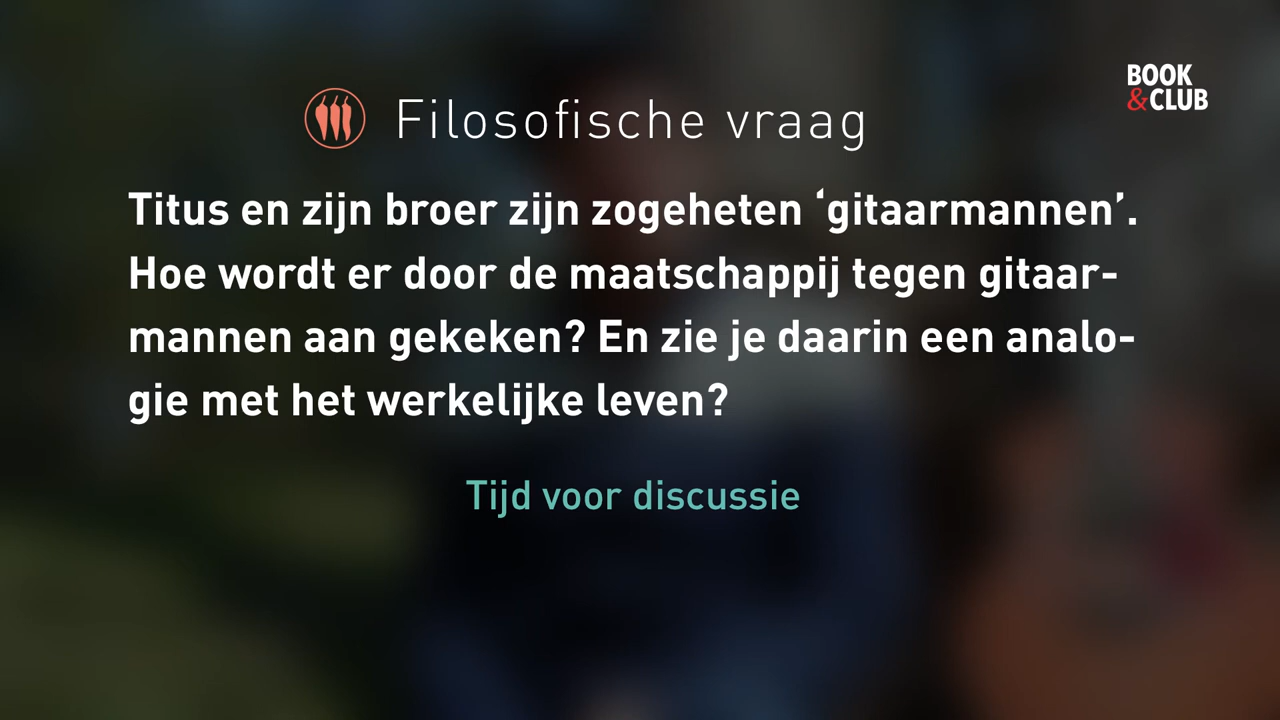 BOOK
&CLUB
Filosofische vraag
Titus en zijn broer zijn zogeheten ‘gitaarmannen’.
Hoe wordt er door de maatschappij tegen gitaar-
mannen aan gekeken? En zie je daarin een analo-
gie met het werkelijke leven?
Tijd voor discussie